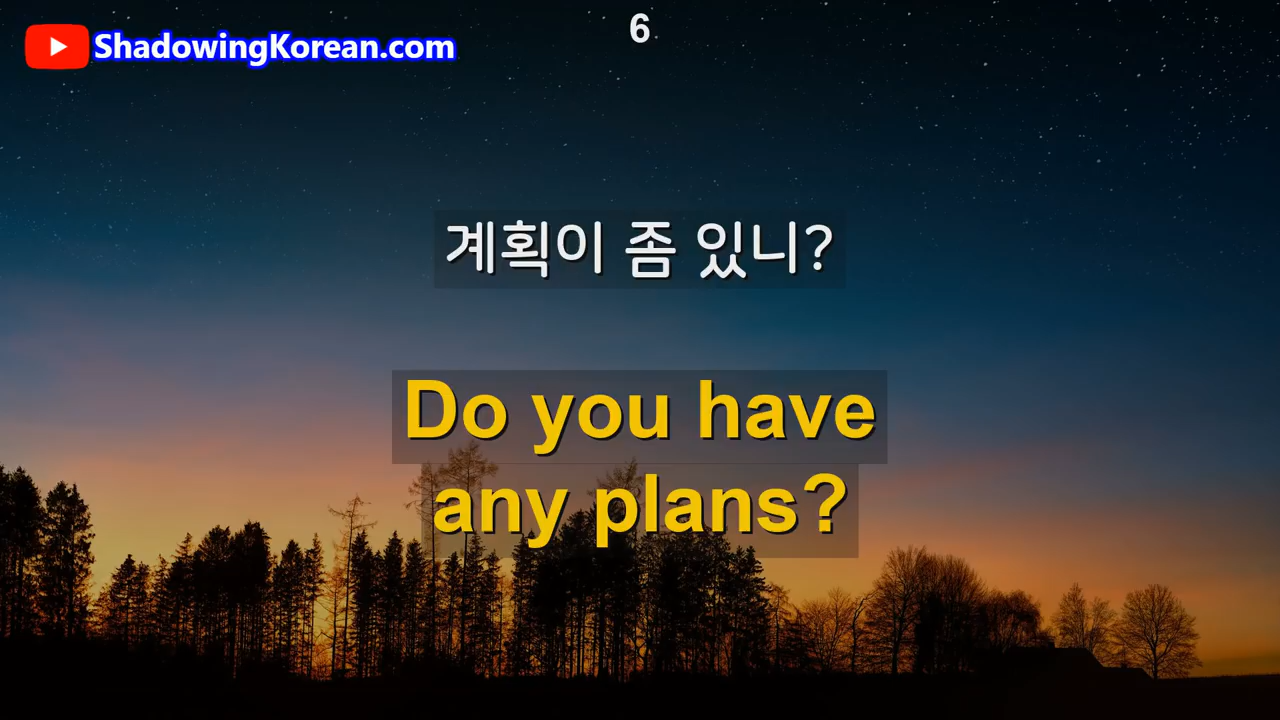 6
ShadowingKorean.com
계획이 좀 있니?
Do you have
any plans?